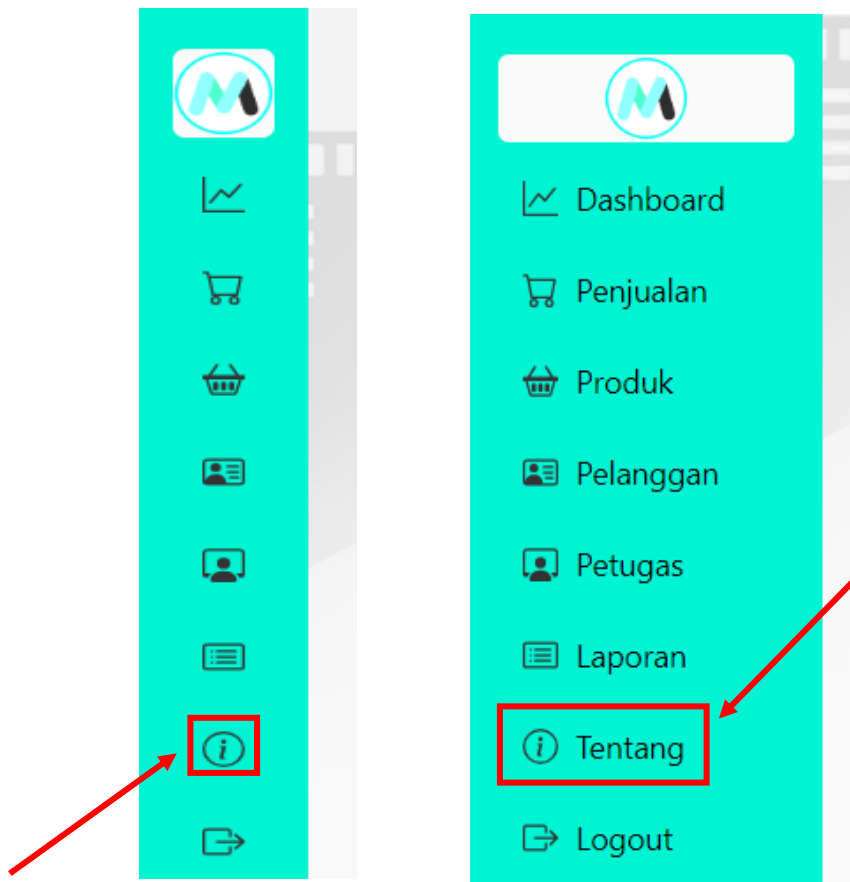 Dashboard
Penjualan
Produk
Pelanggan
Petugas
Laporan
Tentang
Logout